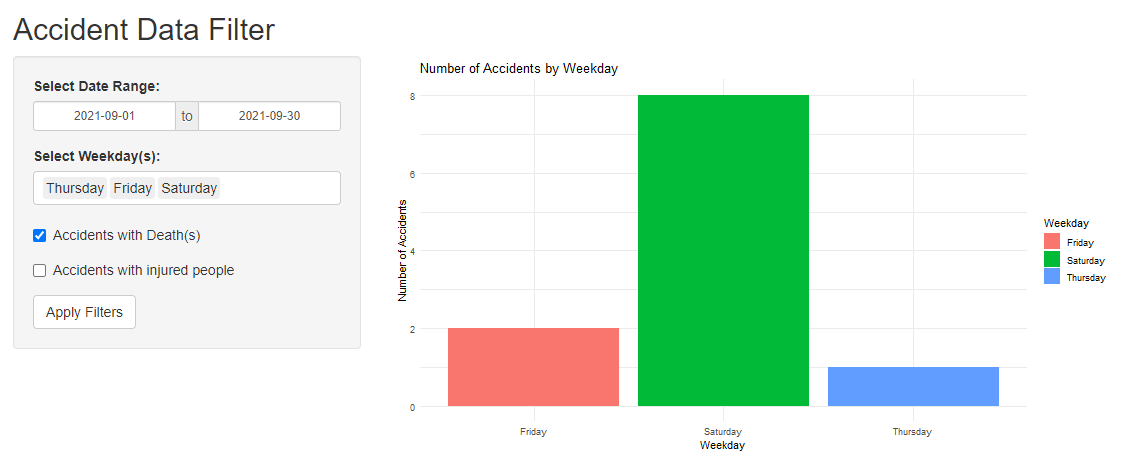 Accident Data Filter
Select Date Range:
2021-09-01 to 2021-09-30
Select Weekday(s):
Thursday Friday Saturday
Accidents with Death(s)
Accidents with injured people
Apply Filters
Number of Accidents by Weekday
Number of Accidents
8
6
4
2
0
Friday Saturday Thursday
Weekday
Weekday
Friday
Saturday
Thursday